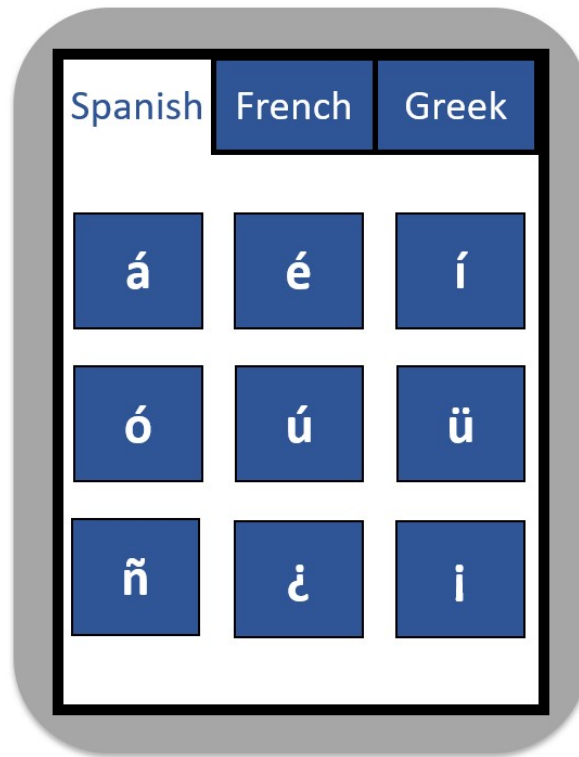 Spanish French Greek
á é í
ó ú ü
ñ ¿ ¡